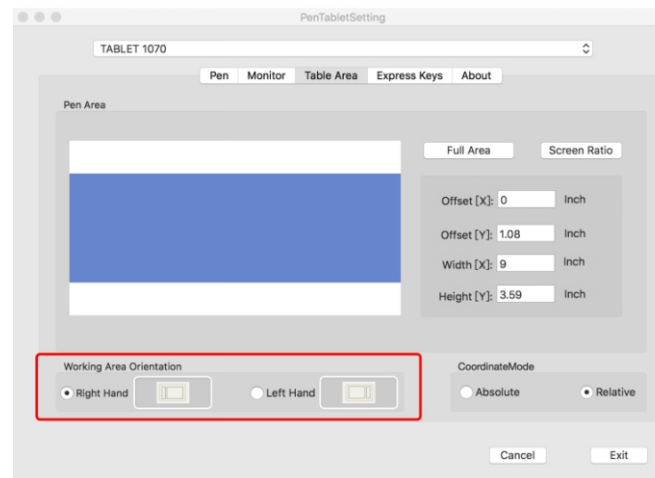 PenTabletSetting
TABLET 1070
Pen Monitor Table Area Express Keys About
Pen Area
Full Area Screen Ratio
Offset [X]: 0 Inch
Offset [Y]: 1.08 Inch
Width [X]: 9 Inch
Height [Y]: 3.59 Inch
Working Area Orientation CoordinateMode
Right Hand Left Hand Absolute Relative
Cancel Exit